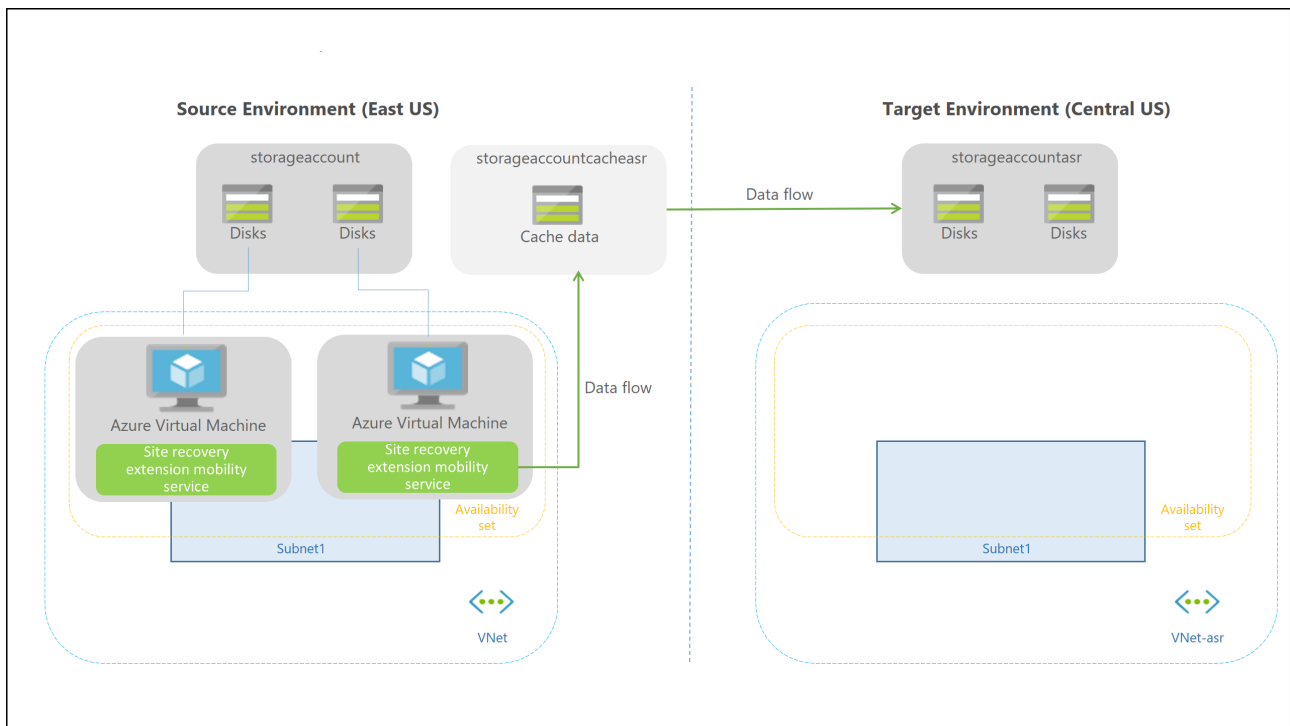 Source Environment (East US)
Target Environment (Central US)
storageaccount
Disks
Disks
storageaccountcacheasr
Cache data
Data flow
storageaccountasr
Disks
Disks
Azure Virtual Machine
Site recovery
extension mobility
service
Azure Virtual Machine
Site recovery
extension mobility
service
Data flow
Availability
set
Subnet1
VNet
Availability
set
Subnet1
VNet-asr